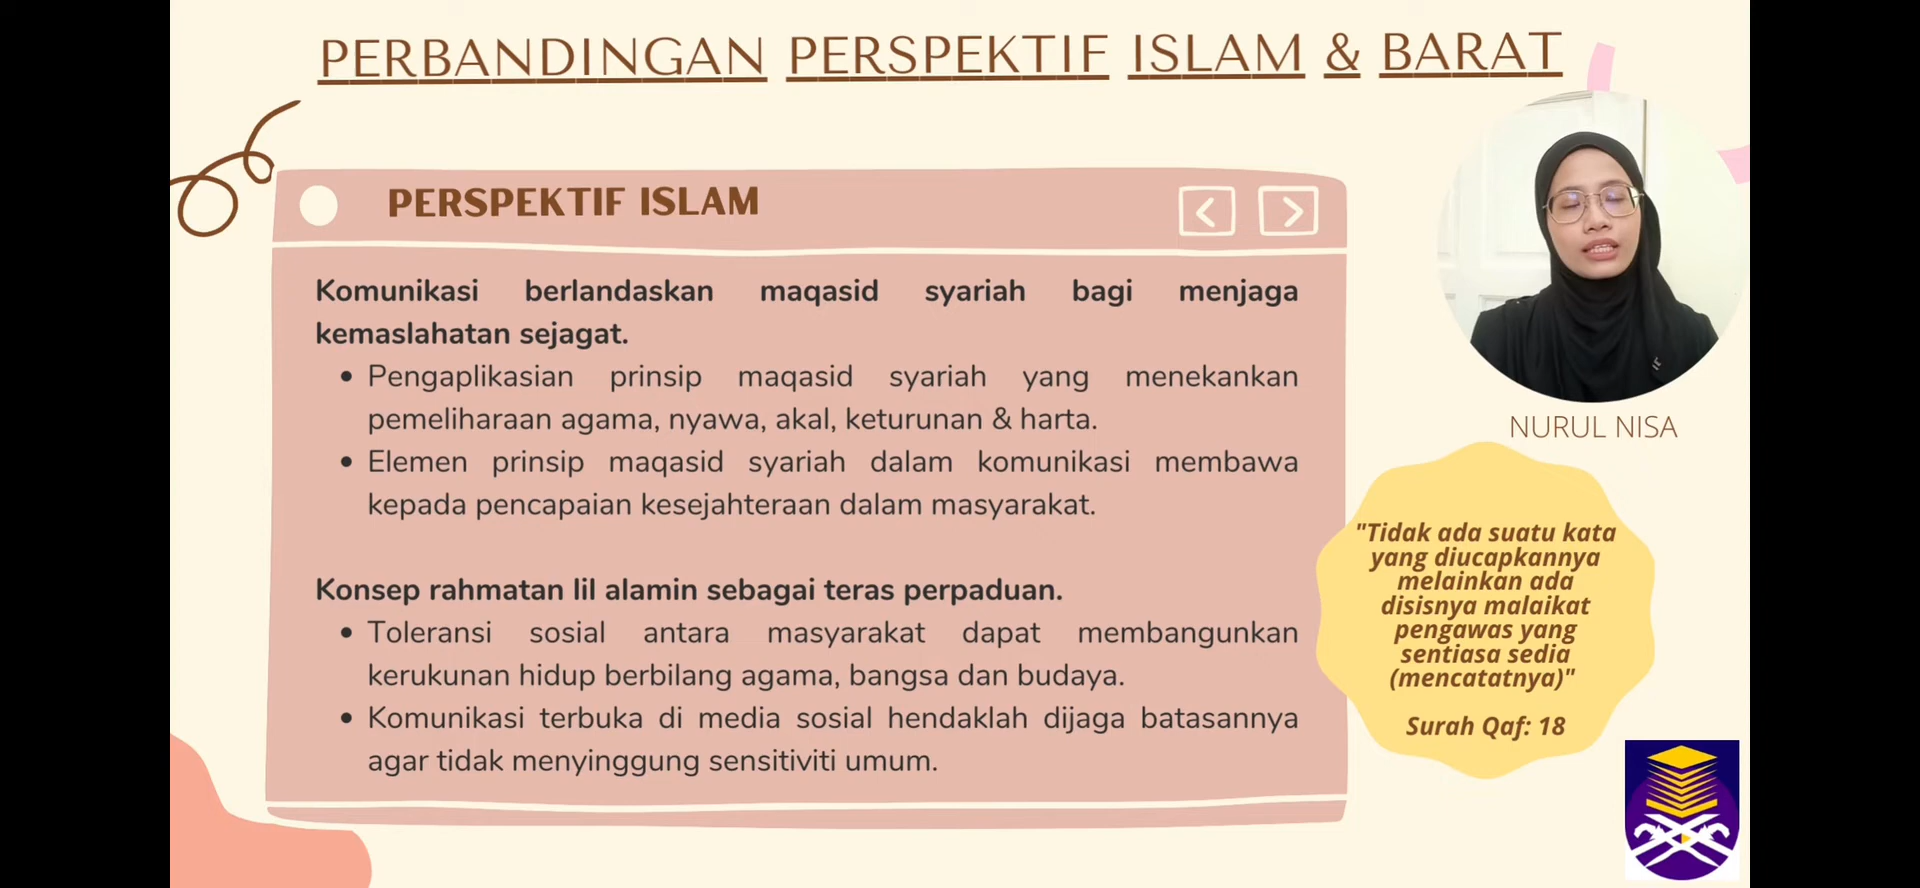 PERBANDINGAN PERSPEKTIF ISLAM & BARAT
PERSPEKTIF ISLAM
Komunikasi berlandaskan maqasid syariah bagi menjaga
kemaslahatan sejagat.
• Pengaplikasian prinsip maqasid syariah yang menekankan
pemeliharaan agama, nyawa, akal, keturunan & harta.
• Elemen prinsip maqasid syariah dalam komunikasi membawa
kepada pencapaian kesejahteraan dalam masyarakat.
Konsep rahmatan lil alamin sebagai teras perpaduan.
• Toleransi sosial antara masyarakat dapat membangunkan
kerukunan hidup berbilang agama, bangsa dan budaya.
• Komunikasi terbuka di media sosial hendaklah dijaga batasannya
agar tidak menyinggung sensitiviti umum.
NURUL NISA
"Tidak ada suatu kata
yang diucapkannya
melainkan ada
disisnya malaikat
pengawas yang
sentiasa sedia
(mencatatnya)"
Surah Qaf: 18